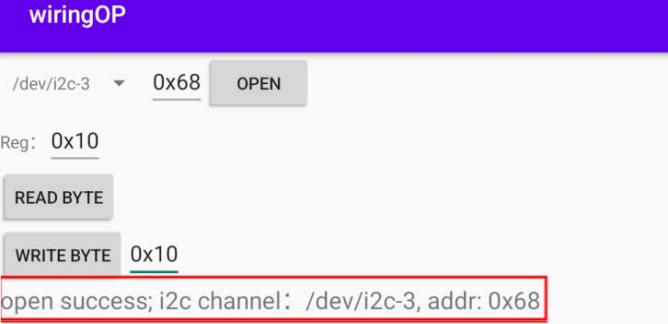 wiringOP
/dev/i2c-3 0x68 OPEN
Reg： 0x10
READ BYTE
WRITE BYTE 0x10
open success; i2c channel：/dev/i2c-3, addr: 0x68